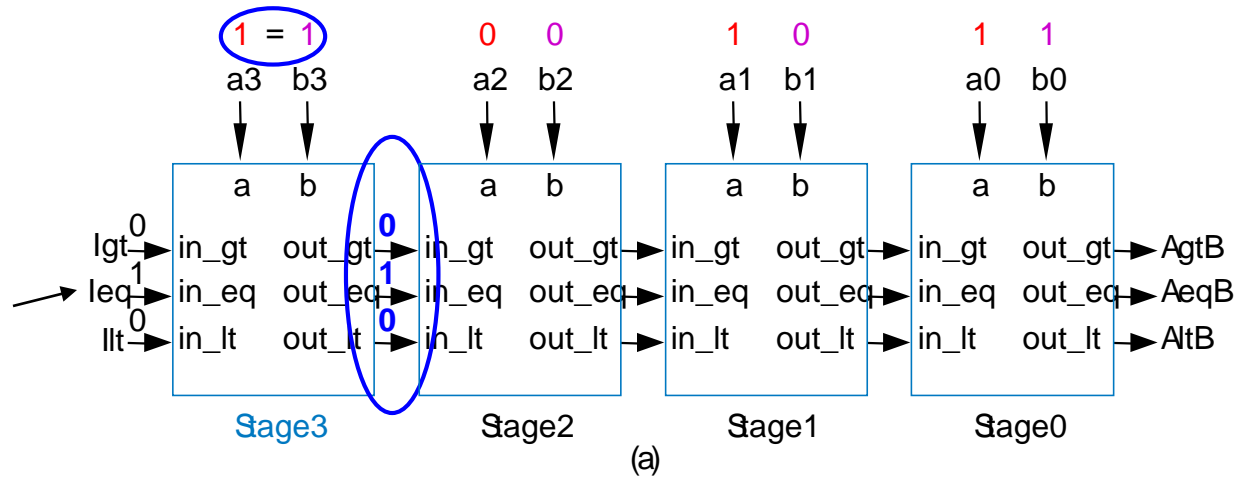 1 = 1 0 0 1 0 1 1
a3 b3 a2 b2 a1 b1 a0 b0
a b a b a b a b
0 0
Igt in_gt out_gt in_gt out_gt in_gt out_gt in_gt out_gt AgtB
1 1
Ieq in_eq out_eq in_eq out_eq in_eq out_eq in_eq out_eq AeqB
0 0
Ilt in_lt out_lt in_lt out_lt in_lt out_lt in_lt out_lt AltB
Stage3 Stage2 Stage1 Stage0
(a)